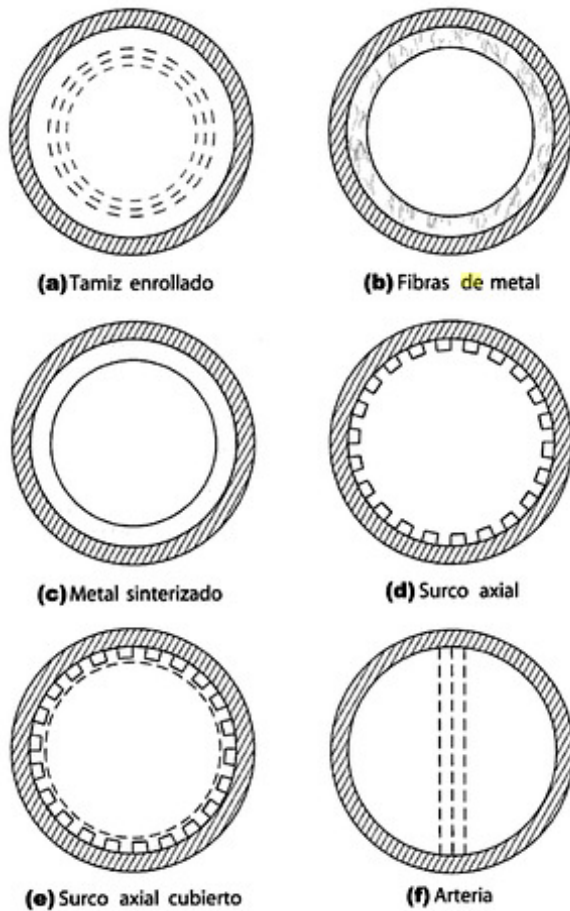 (a) Tamiz enrollado
(b) Fibras de metal
(c) Metal sinterizado
(d) Surco axial
(e) Surco axial cubierto
(f) Arteria